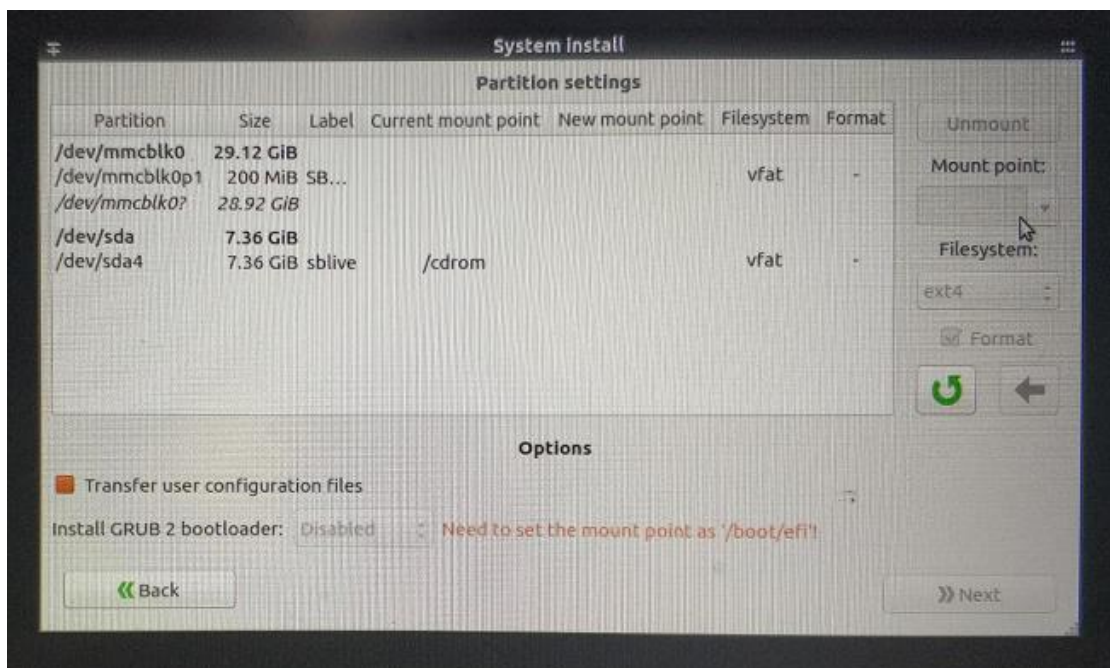 System install
Partition settings
Partition Size Label Current mount point New mount point Filesystem Format
/dev/mmcblk0 29.12 GiB
/dev/mmcblk0p1 200 MiB SB... vfat -
/dev/mmcblk0? 28.92 GiB
/dev/sda 7.36 GiB
/dev/sda4 7.36 GiB sblive /cdrom vfat -
Unmount
Mount point:
Filesystem:
ext4
Format
Options
Transfer user configuration files
Install GRUB 2 bootloader: Disabled Need to set the mount point as '/boot/efi'!
Back
Next